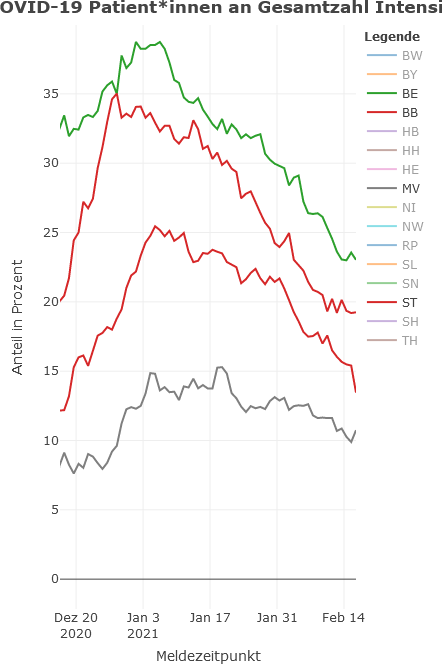 OVID-19 Patient*innen an Gesamtzahl Intensi
Legende
BW
BY
BE
BB
HB
HH
HE
MV
NI
NW
RP
SL
SN
ST
SH
TH
35
30
25
20
15
10
5
0
Anteil in Prozent
Dez 20 Jan 3 Jan 17 Jan 31 Feb 14
2020 2021
Meldezeitpunkt